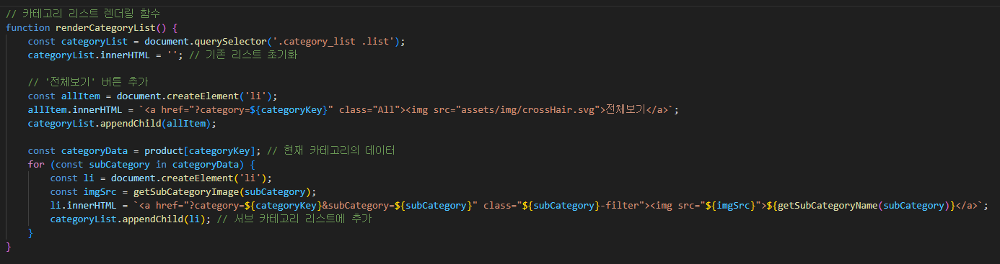 // 카테고리 리스트 렌더링 함수
function renderCategoryList() {
    const categoryList = document.querySelector('.category_list .list');
    categoryList.innerHTML = ''; // 기존 리스트 초기화

    // '전체보기' 버튼 추가
    const allItem = document.createElement('li');
    allItem.innerHTML = `<a href="?category=${categoryKey}" class="All"><img src="assets/img/crossHair.svg">전체보기</a>`;
    categoryList.appendChild(allItem);

    const categoryData = product[categoryKey]; // 현재 카테고리의 데이터
    for (const subCategory in categoryData) {
        const li = document.createElement('li');
        const imgSrc = getSubCategoryImage(subCategory);
        li.innerHTML = `<a href="?category=${categoryKey}&subCategory=${subCategory}" class="${subCategory}-filter"><img src="${imgSrc}">${getSubCategoryName(subCategory)}</a>`;
        categoryList.appendChild(li); // 서브 카테고리 리스트에 추가
    }
}